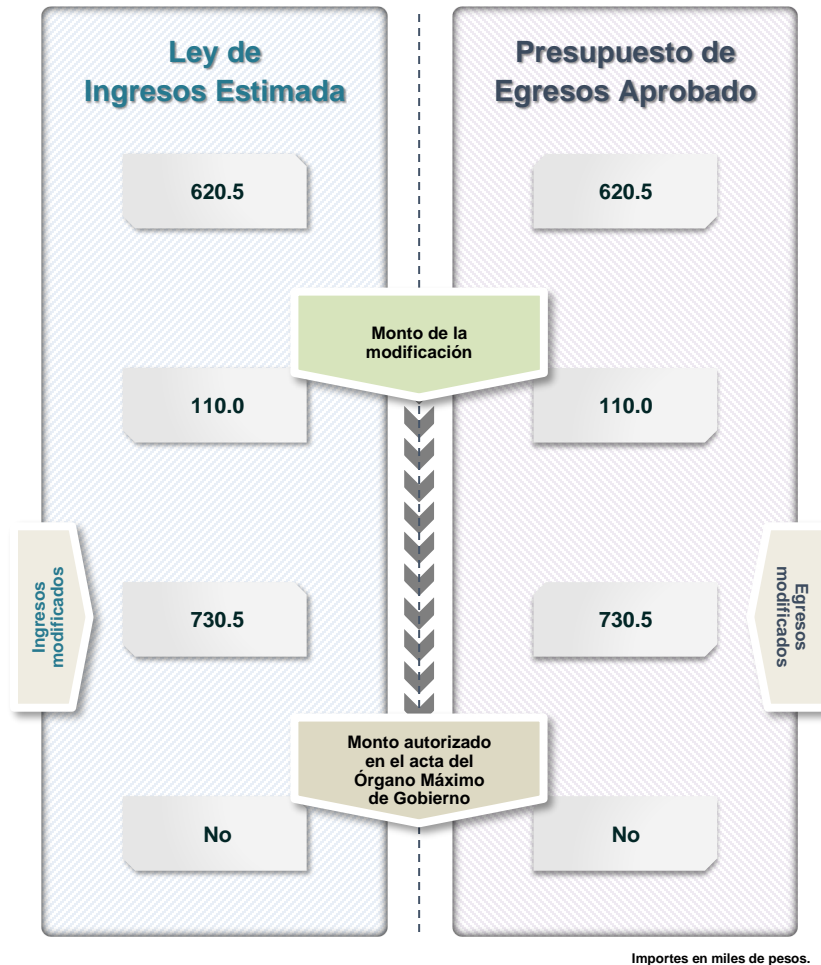 Ley de
Ingresos Estimada
Presupuesto de
Egresos Aprobado
620.5
620.5
Monto de la
modificación
110.0
110.0
Ingresos
modificados
730.5
730.5
Egresos
modificados
Monto autorizado
en el acta del
Órgano Máximo
de Gobierno
No
No
Importes en miles de pesos.